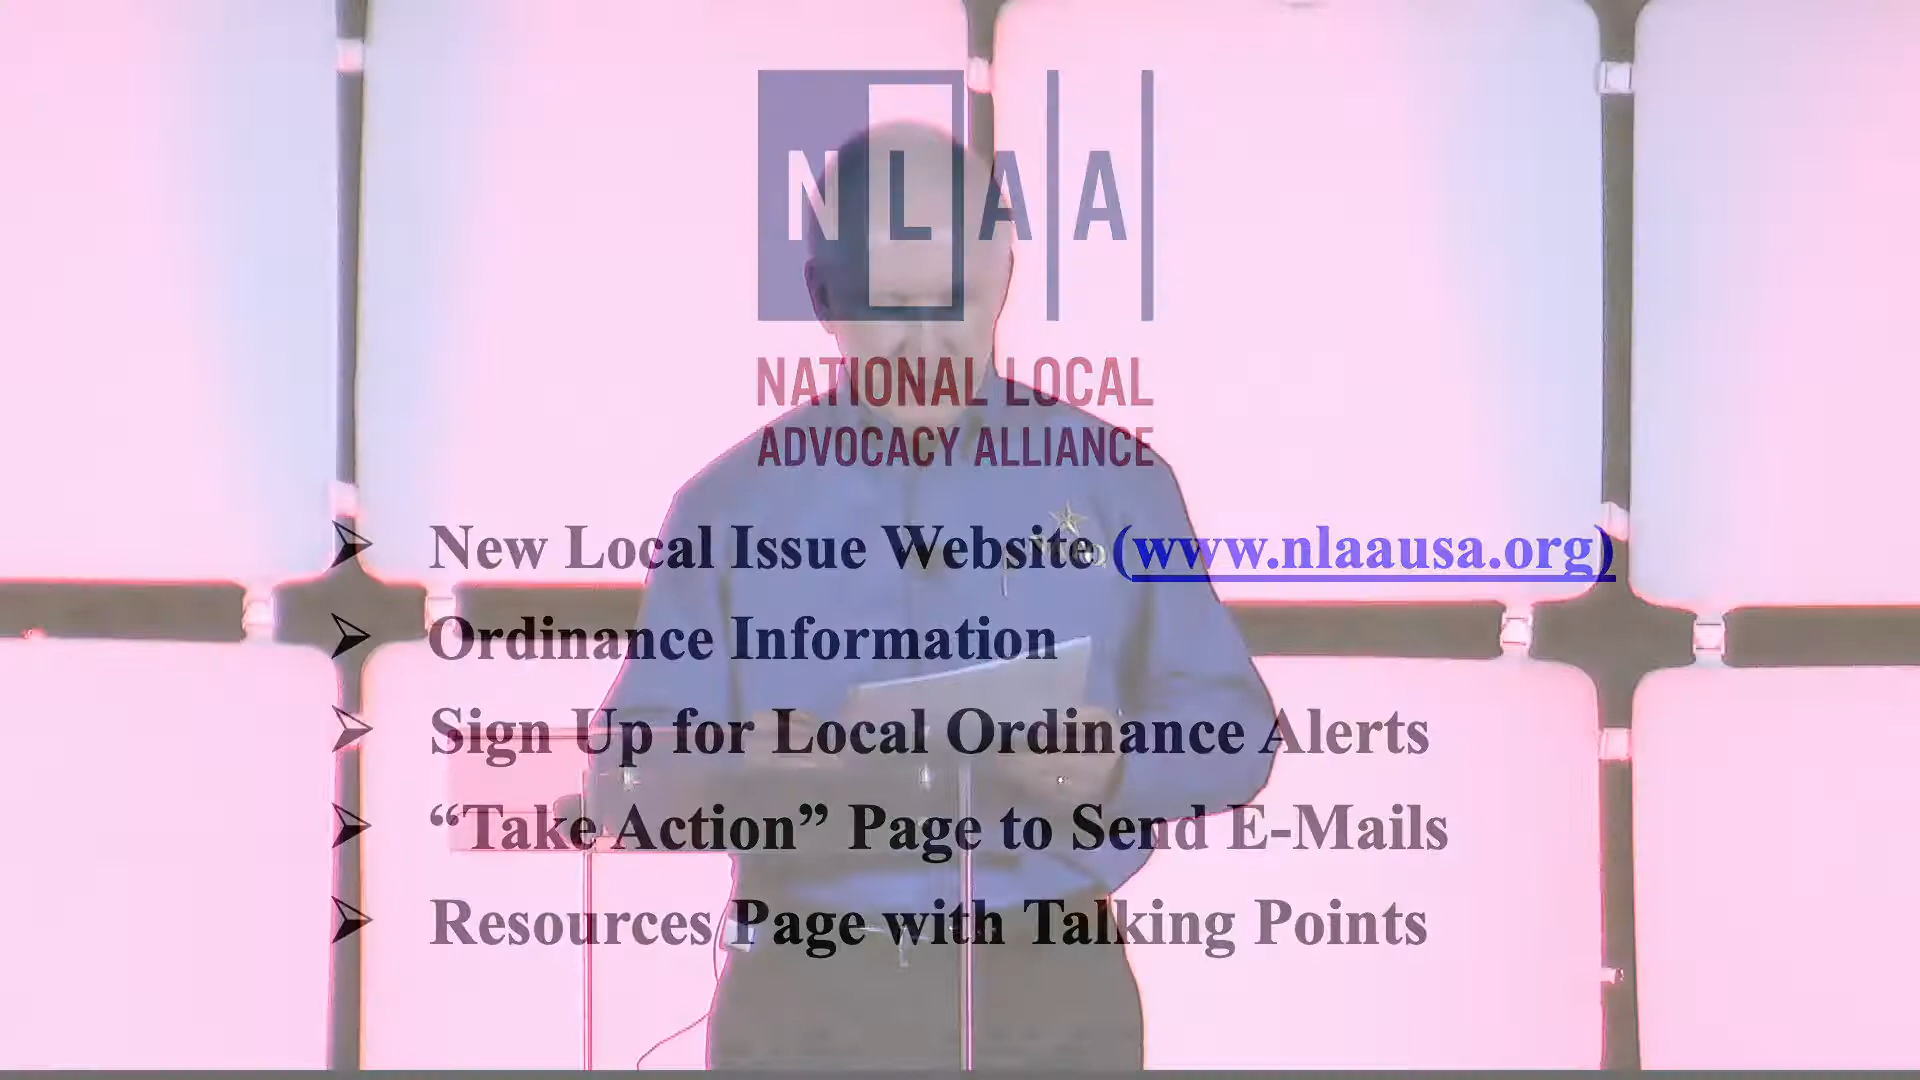 NLAA
NATIONAL LOCAL
ADVOCACY ALLIANCE
➢ New Local Issue Website (www.nlaausa.org)
➢ Ordinance Information
➢ Sign Up for Local Ordinance Alerts
➢ “Take Action” Page to Send E-Mails
➢ Resources Page with Talking Points